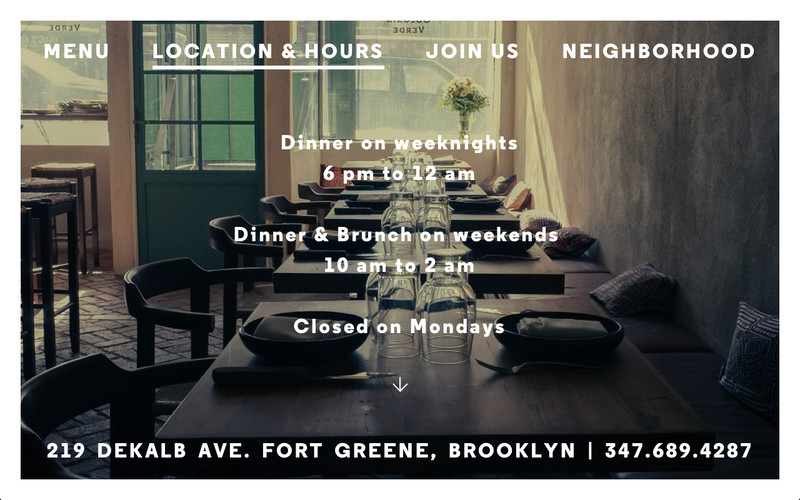 MENU LOCATION & HOURS JOIN US NEIGHBORHOOD
Dinner on weeknights
6 pm to 12 am
Dinner & Brunch on weekends
10 am to 2 am
Closed on Mondays
219 DEKALB AVE. FORT GREENE, BROOKLYN | 347.689.4287